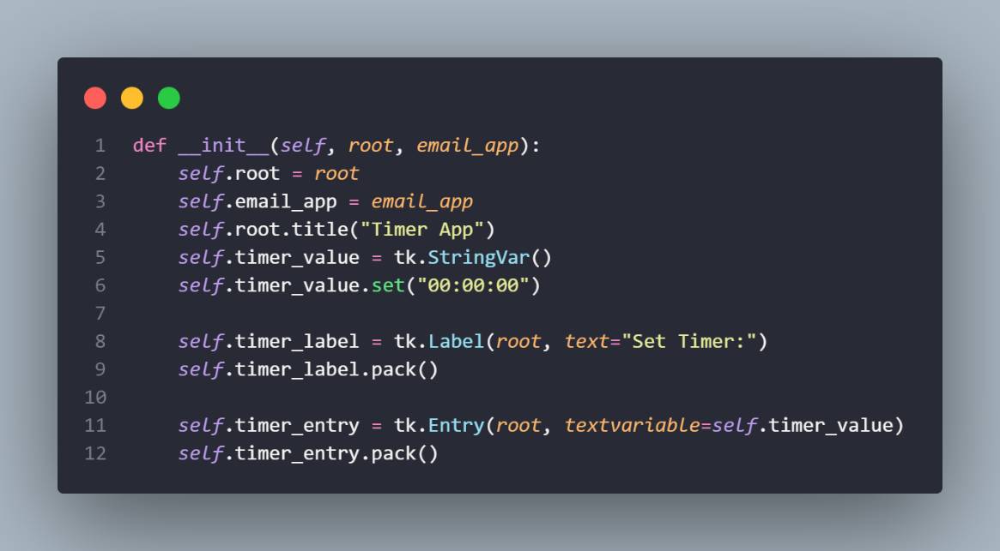 1 def __init__(self, root, email_app):
2     self.root = root
3     self.email_app = email_app
4     self.root.title("Timer App")
5     self.timer_value = tk.StringVar()
6     self.timer_value.set("00:00:00")
7
8     self.timer_label = tk.Label(root, text="Set Timer:")
9     self.timer_label.pack()
10
11     self.timer_entry = tk.Entry(root, textvariable=self.timer_value)
12     self.timer_entry.pack()